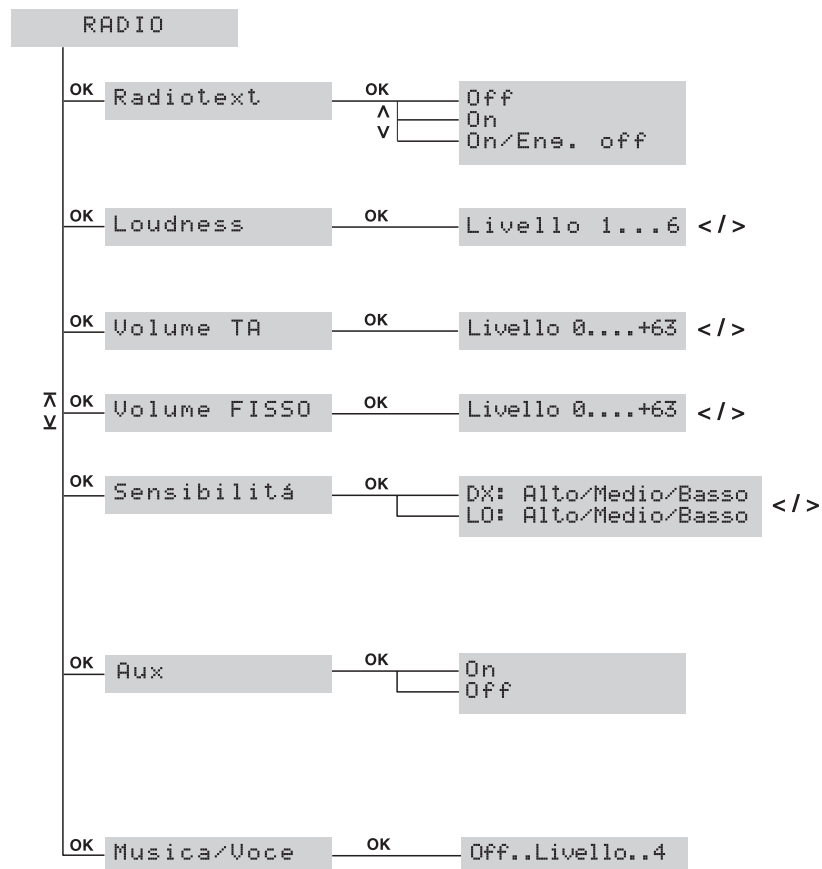 RADIO
OK Radiotext OK Off
On
On/Eng. off
OK Loudness OK Livello 1...6 < / >
OK Volume TA OK Livello 0....+63 < / >
OK Volume FISSO OK Livello 0....+63 < / >
OK Sensibilitá OK DX: Alto/Medio/Basso < / >
LO: Alto/Medio/Basso
OK Aux OK On
Off
OK Musica/Voce OK Off..Livello..4